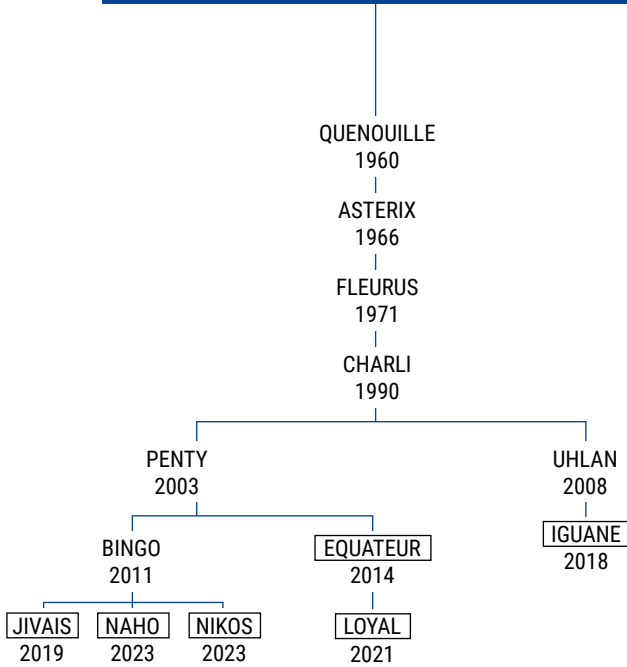 QUENOUILLE
1960
ASTERIX
1966
FLEURUS
1971
CHARLI
1990
PENTY
2003
UHLAN
2008
BINGO
2011
EQUATEUR
2014
IGUANE
2018
JIVAIS
2019
NAHO
2023
NIKOS
2023
LOYAL
2021